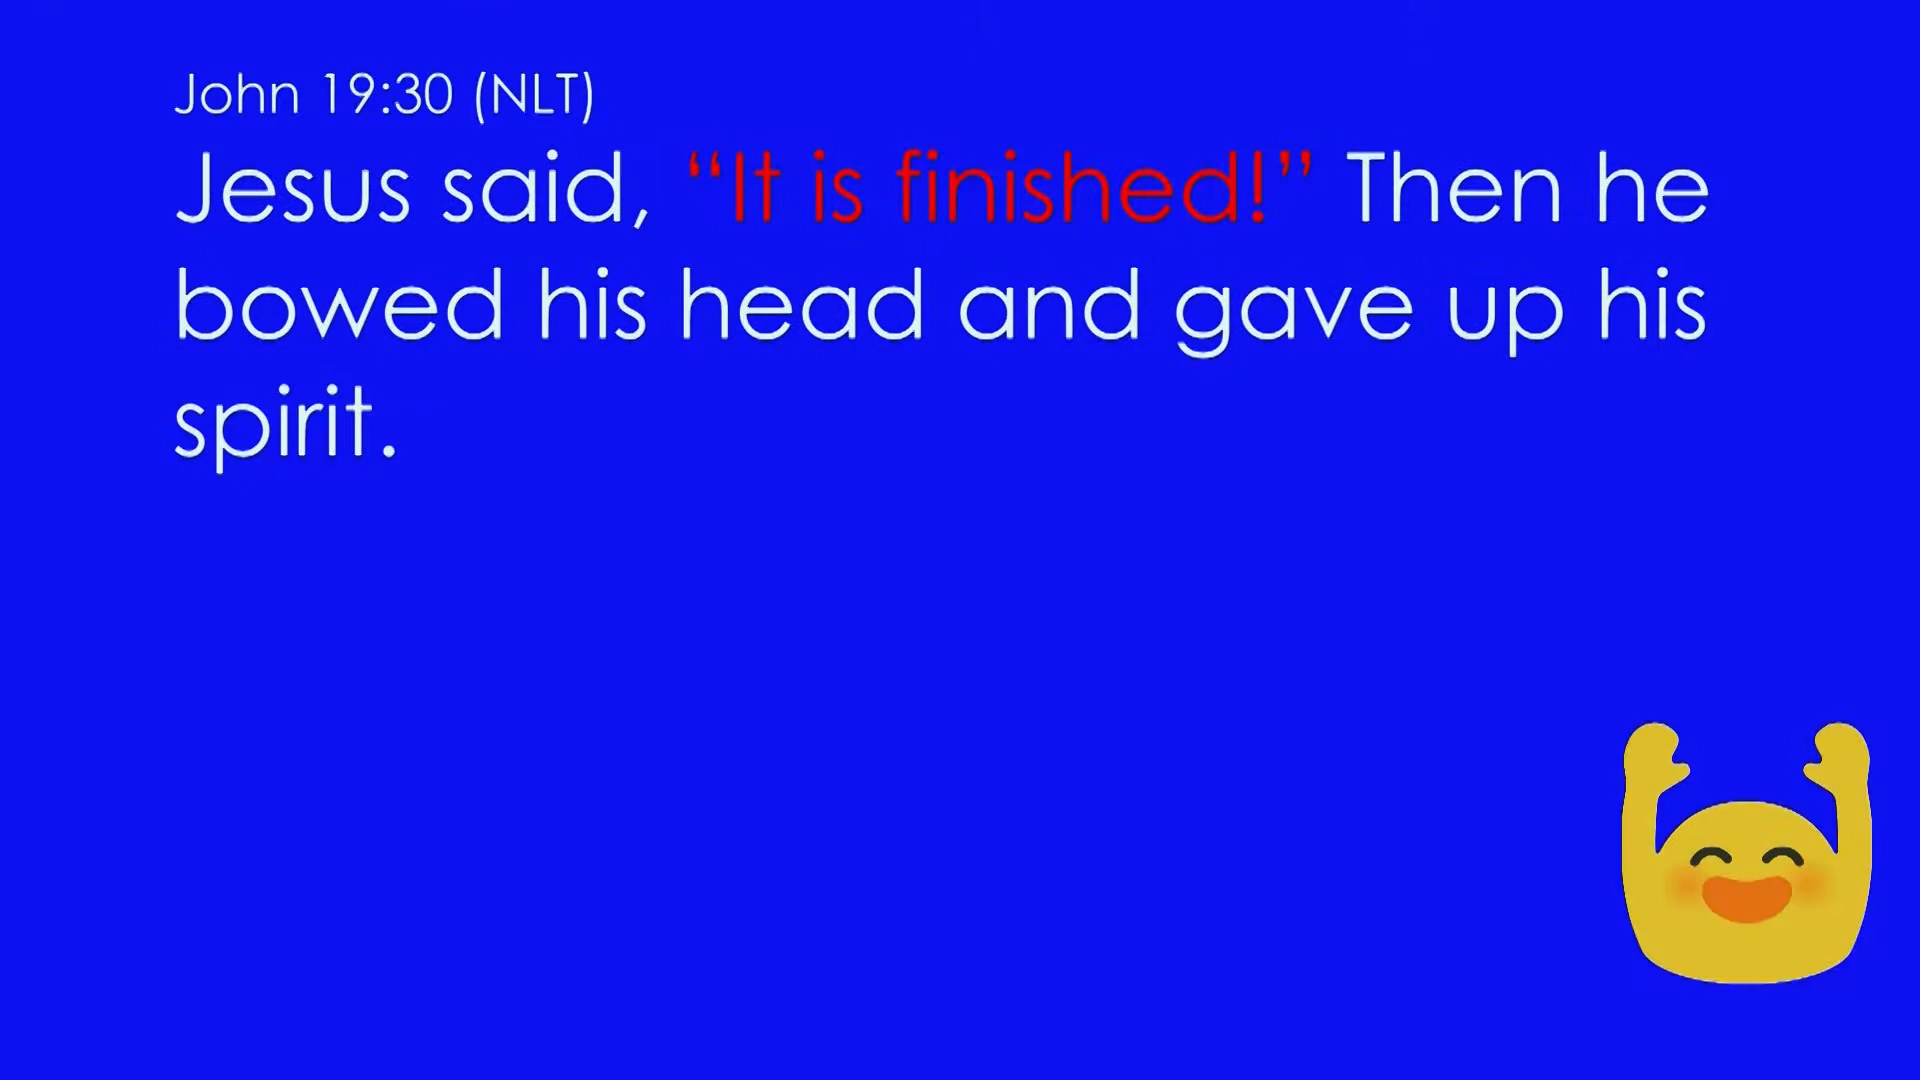 John 19:30 (NLT)
Jesus said, “It is finished!” Then he
bowed his head and gave up his
spirit.